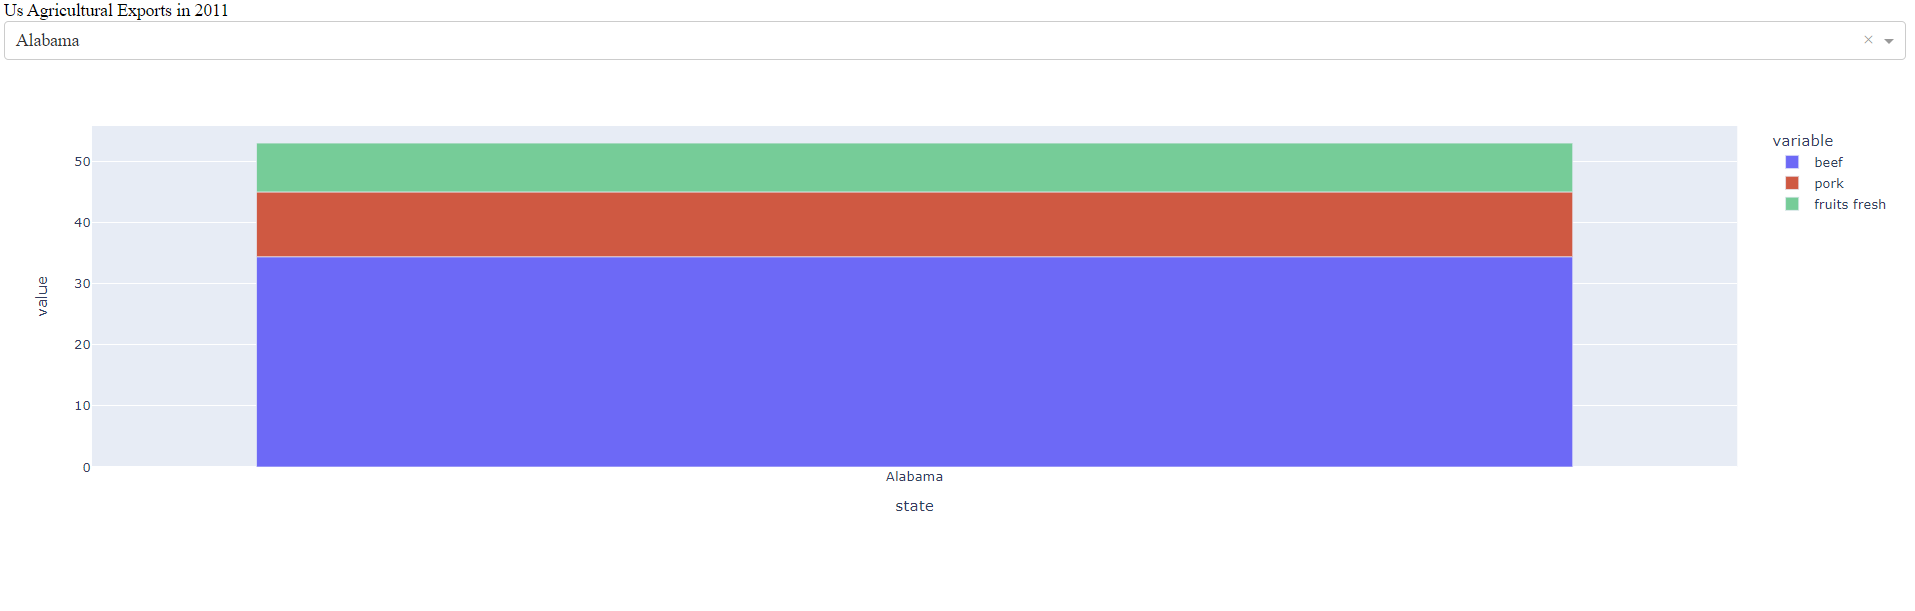 Us Agricultural Exports in 2011
Alabama
×
variable
beef
pork
fruits fresh
50
40
30
20
10
0
value
Alabama
state